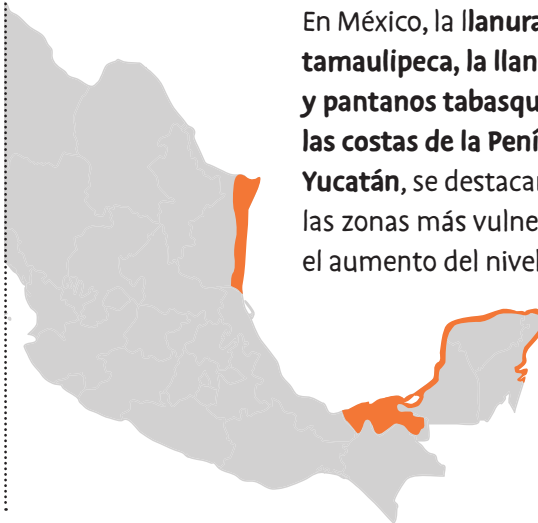 En México, la llanura
tamaulipeca, la llan
y pantanos tabasqu
las costas de la Pení
Yucatán, se destacan
las zonas más vulne
el aumento del nivel